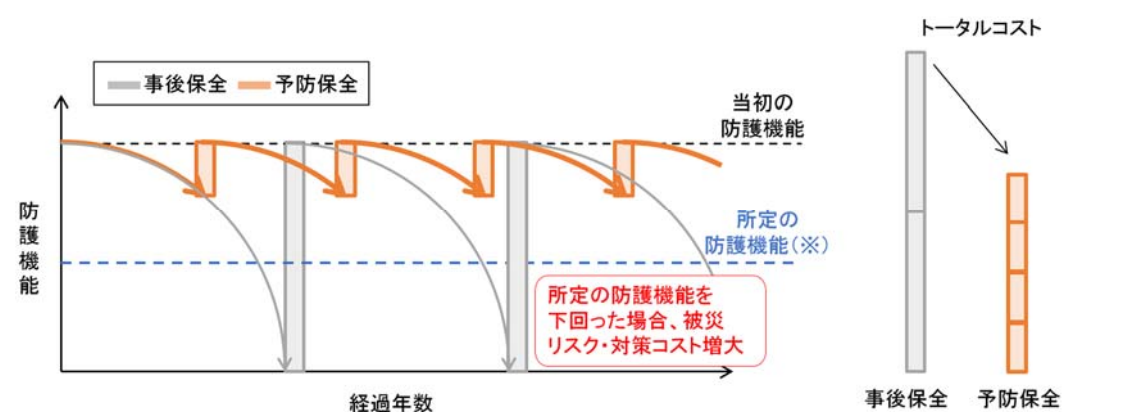 トータルコスト
事後保全 予防保全
当初の
防護機能
防護機能
所定の
防護機能(※)
所定の防護機能を
下回った場合、被災
リスク・対策コスト増大
経過年数
事後保全 予防保全